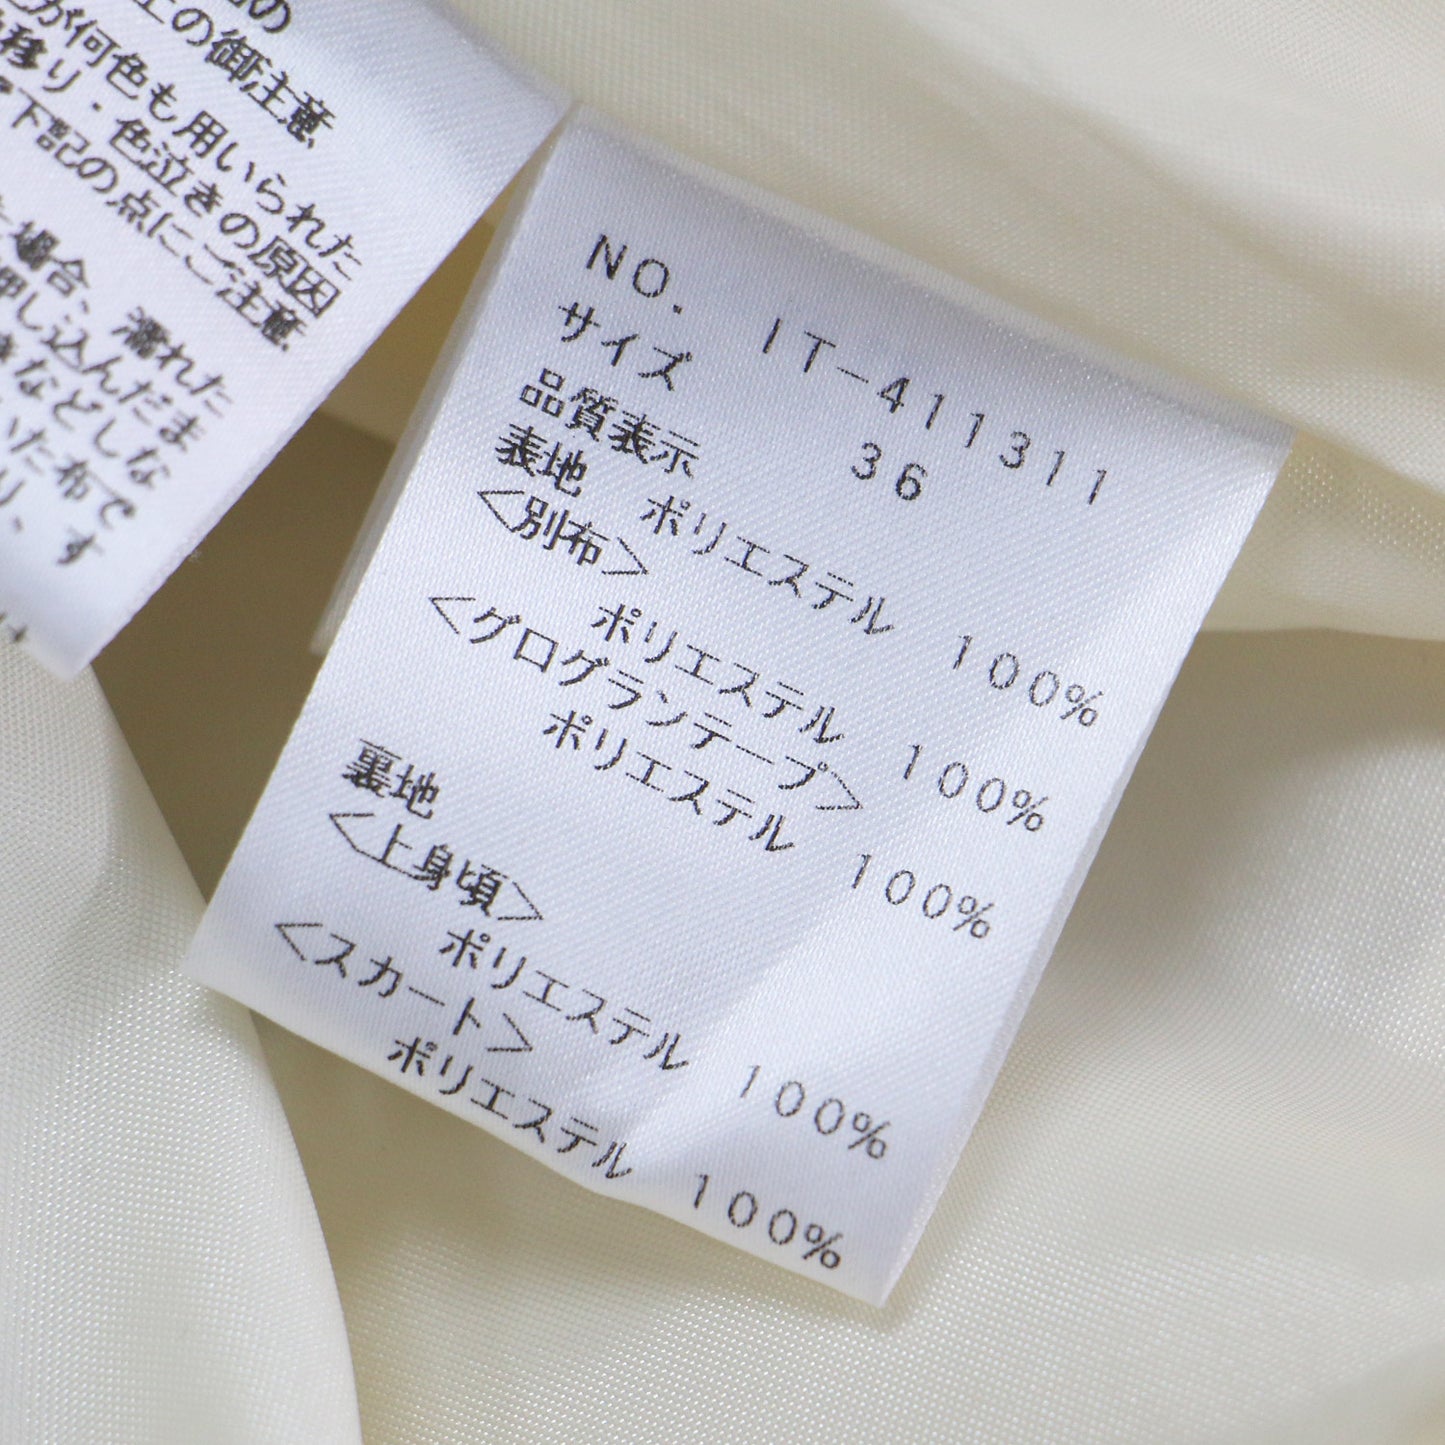 の御注意
が何色も用いられた
移り・色泣きの原因
下記の点にご注意
場合、濡れた
押し込んだま
などしな
いた布で
り、す
NO. IT-411311
サイズ 36
品質表示
表地 ポリエステル 100%
<別布>
ポリエステル 100%
<グログランテープ>
ポリエステル 100%
裏地
<上身頃>
ポリエステル 100%
<スカート>
ポリエステル 100%